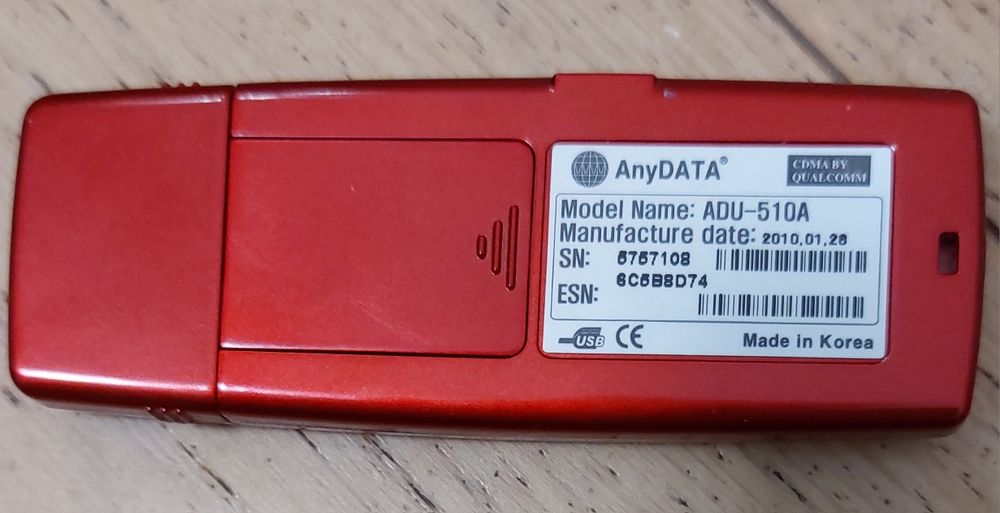 AnyDATA®
CDMA BY
QUALCOMM
Model Name: ADU-510A
Manufacture date: 2010.01.26
SN: 5757108
6C5B8D74
ESN:
USB CE
Made in Korea